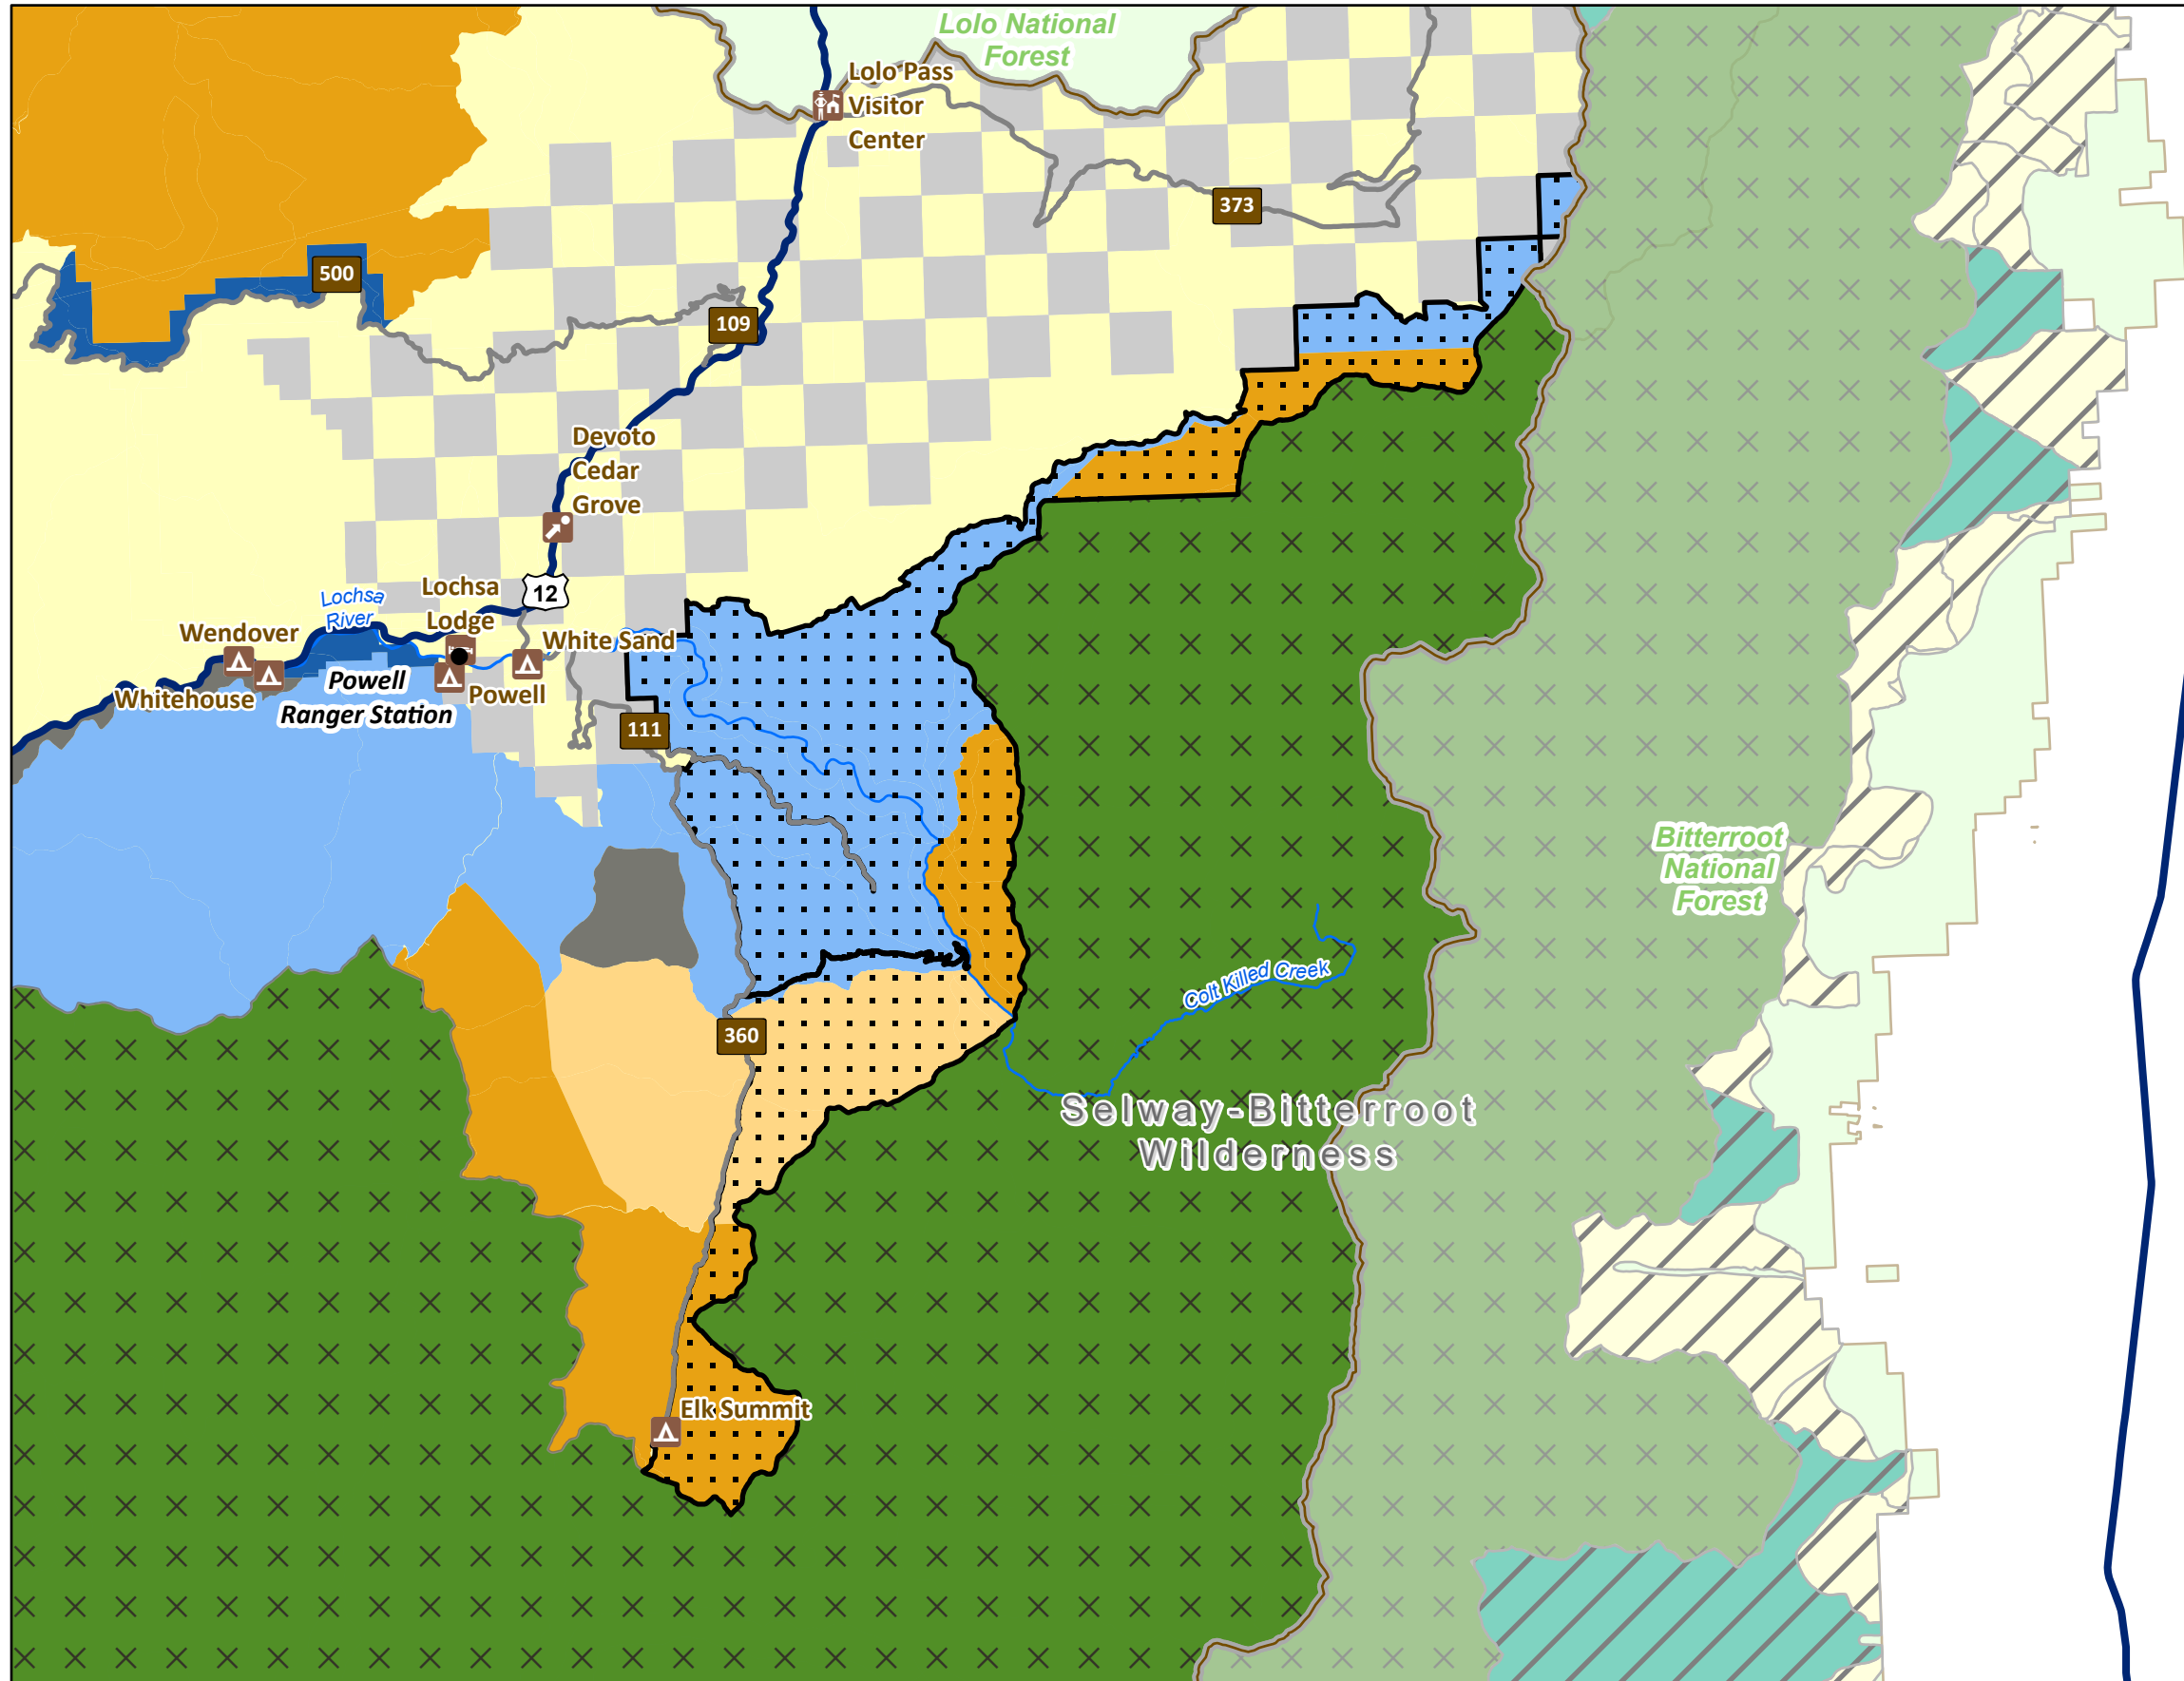 Lolo National
Forest
Lolo Pass
Visitor
Center
373
500
109
Devoto
Cedar
Grove
12
Lochsa
Lodge
Lochsa
River
Wendover
White Sand
Powell
Ranger Station
Powell
Whitehouse
111
Bitterroot
National
Forest
Colt Killed Creek
360
Selway-Bitterroot
Wilderness
Elk Summit